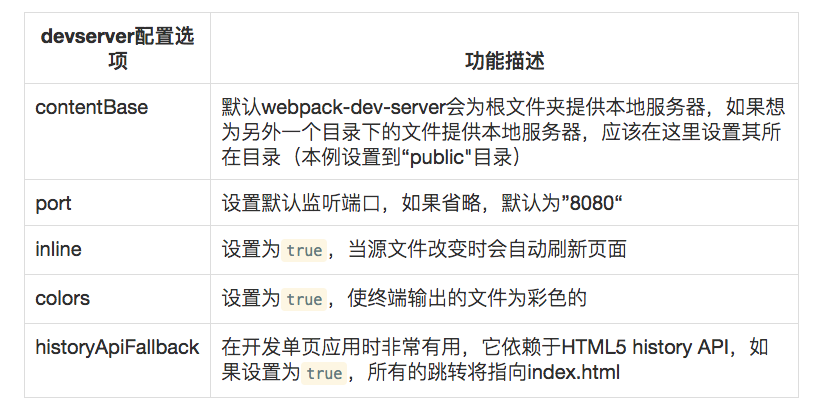 devserver配置选
项
功能描述
contentBase
默认webpack-dev-server会为根文件夹提供本地服务器，如果想
为另外一个目录下的文件提供本地服务器，应该在这里设置其所
在目录（本例设置到“public"目录）
port
设置默认监听端口，如果省略，默认为”8080“
inline
设置为true，当源文件改变时会自动刷新页面
colors
设置为true，使终端输出的文件为彩色的
historyApiFallback
在开发单页应用时非常有用，它依赖于HTML5 history API，如
果设置为true，所有的跳转将指向index.html